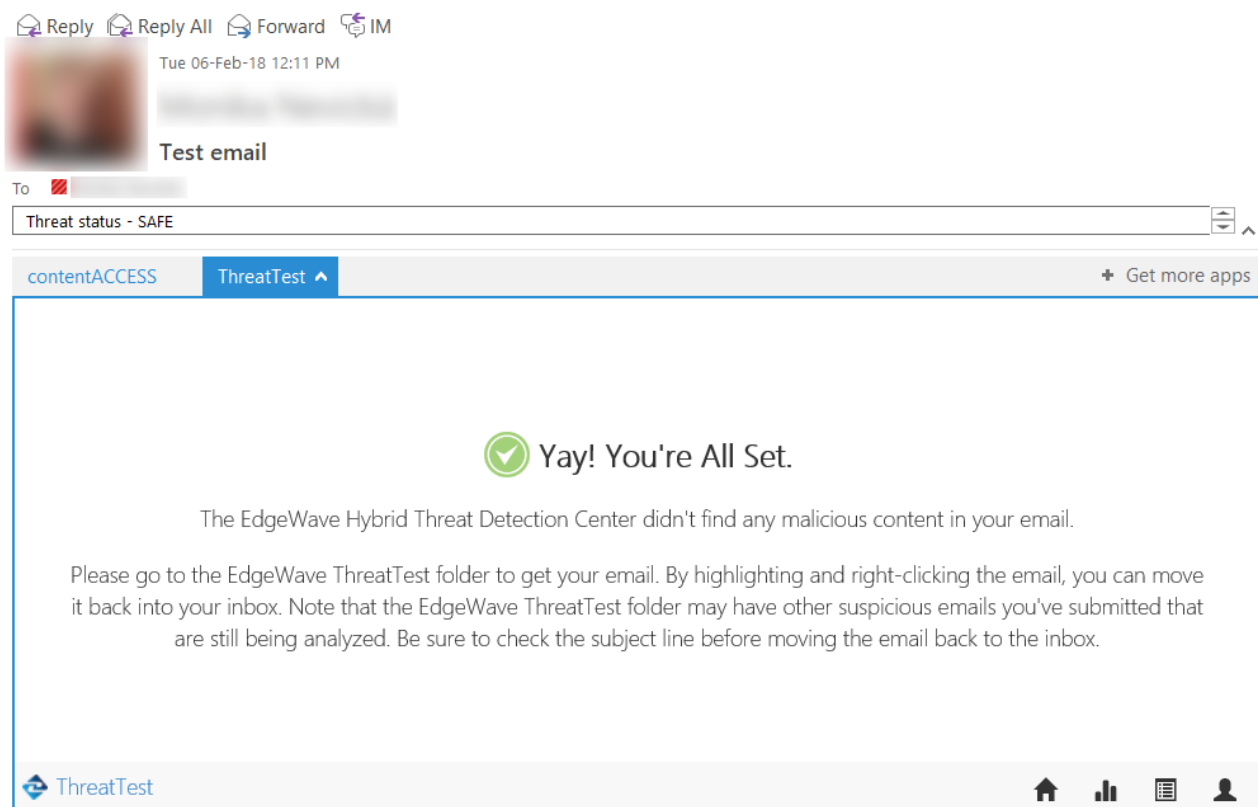 Reply Reply All Forward IM
Tue 06-Feb-18 12:11 PM
Test email
To
Threat status - SAFE
contentACCESS ThreatTest + Get more apps
Yay! You're All Set.
The EdgeWave Hybrid Threat Detection Center didn't find any malicious content in your email.
Please go to the EdgeWave ThreatTest folder to get your email. By highlighting and right-clicking the email, you can move
it back into your inbox. Note that the EdgeWave ThreatTest folder may have other suspicious emails you've submitted that
are still being analyzed. Be sure to check the subject line before moving the email back to the inbox.
ThreatTest